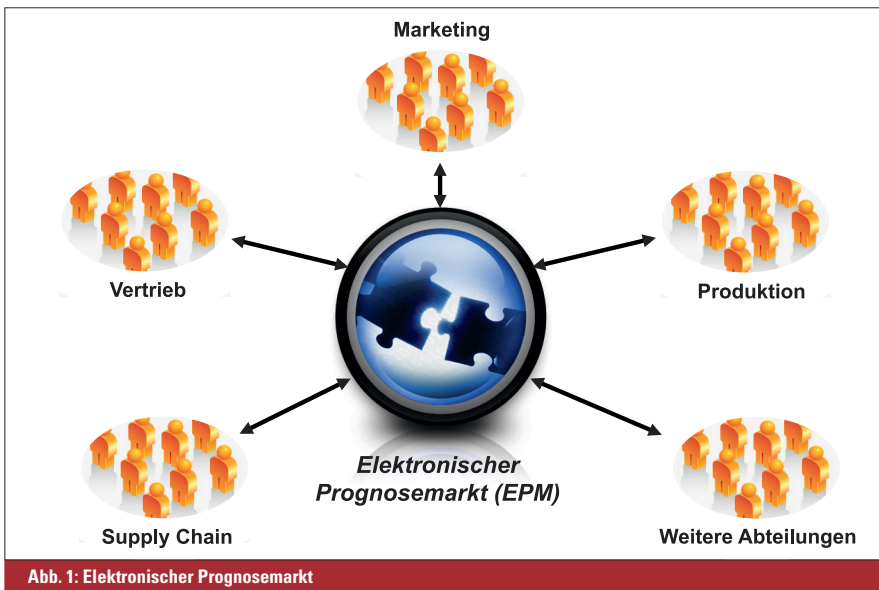 Marketing
Vertrieb
Produktion
Elektronischer
Prognosemarkt (EPM)
Supply Chain
Weitere Abteilungen
Abb. 1: Elektronischer Prognosemarkt